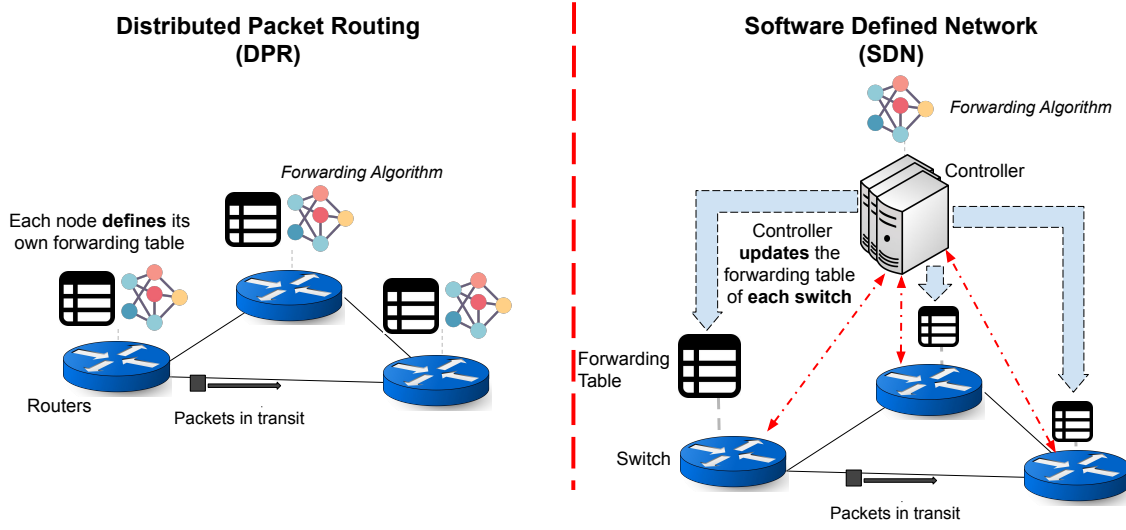 Distributed Packet Routing
(DPR)
Forwarding Algorithm
Each node defines its
own forwarding table
Routers
Packets in transit
Software Defined Network
(SDN)
Forwarding Algorithm
Controller
Controller
updates the
forwarding table
of each switch
Forwarding
Table
Switch
Packets in transit